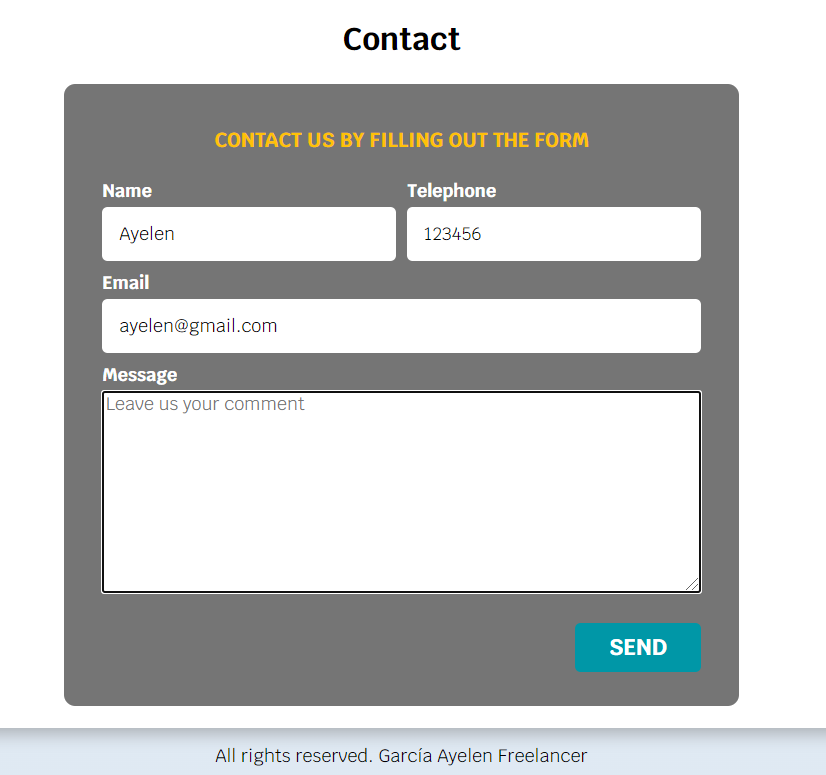 Contact
CONTACT US BY FILLING OUT THE FORM
Name Telephone
Ayelen 123456
Email
ayelen@gmail.com
Message
Leave us your comment
SEND
All rights reserved. García Ayelen Freelancer